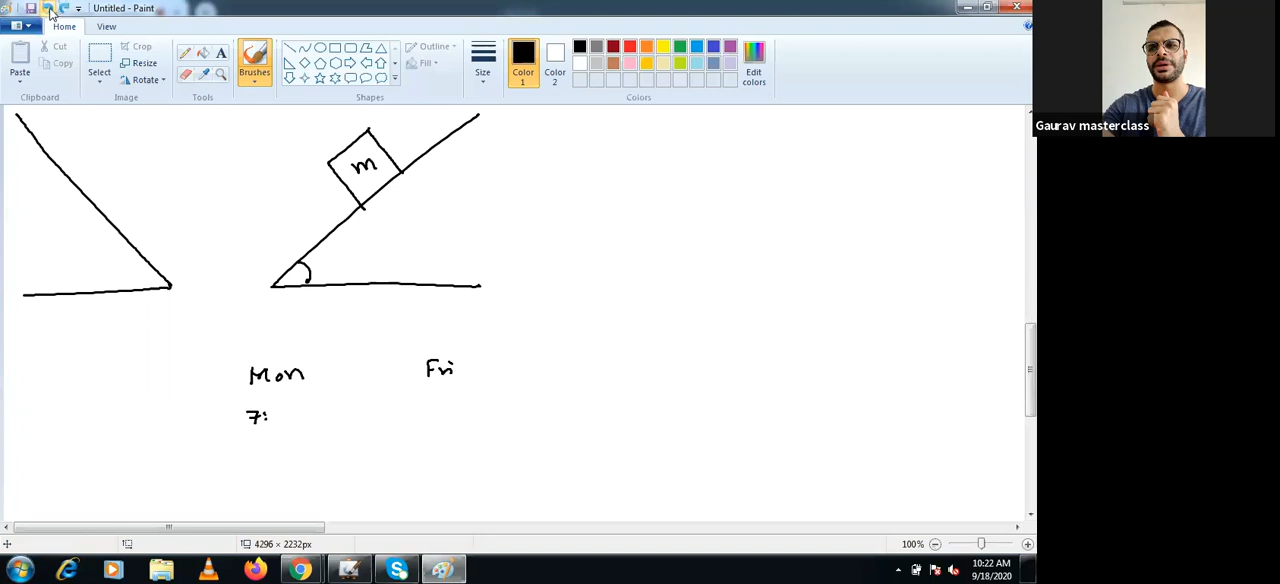 Untitled - Paint
Home
View
Paste
Cut
Copy
Clipboard
Select
Crop
Resize
Rotate
Image
A
Tools
Brushes
Shapes
Outline
Fill
Size
Color 1
Color 2
Edit colors
Colors
Gaurav masterclass
m
Mon Fri
7:
4296 × 2232px
100%
10:22 AM
9/18/2020